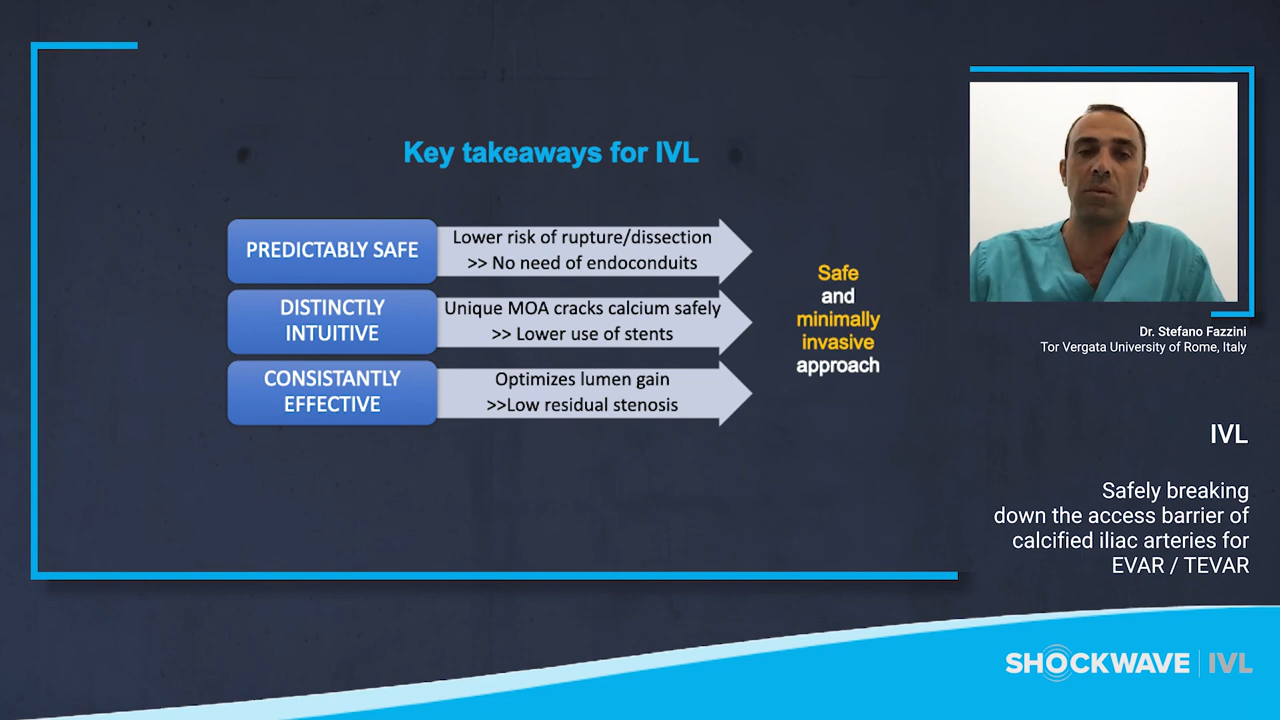 Key takeaways for IVL
PREDICTABLY SAFE
Lower risk of rupture/dissection
>> No need of endoconduits
DISTINCTLY
INTUITIVE
Unique MOA cracks calcium safely
>> Lower use of stents
CONSISTANTLY
EFFECTIVE
Optimizes lumen gain
>>Low residual stenosis
Safe
and
minimally
invasive
approach
Dr. Stefano Fazzini
Tor Vergata University of Rome, Italy
IVL
Safely breaking
down the access barrier of
calcified iliac arteries for
EVAR / TEVAR
SHOCKWAVE | IVL